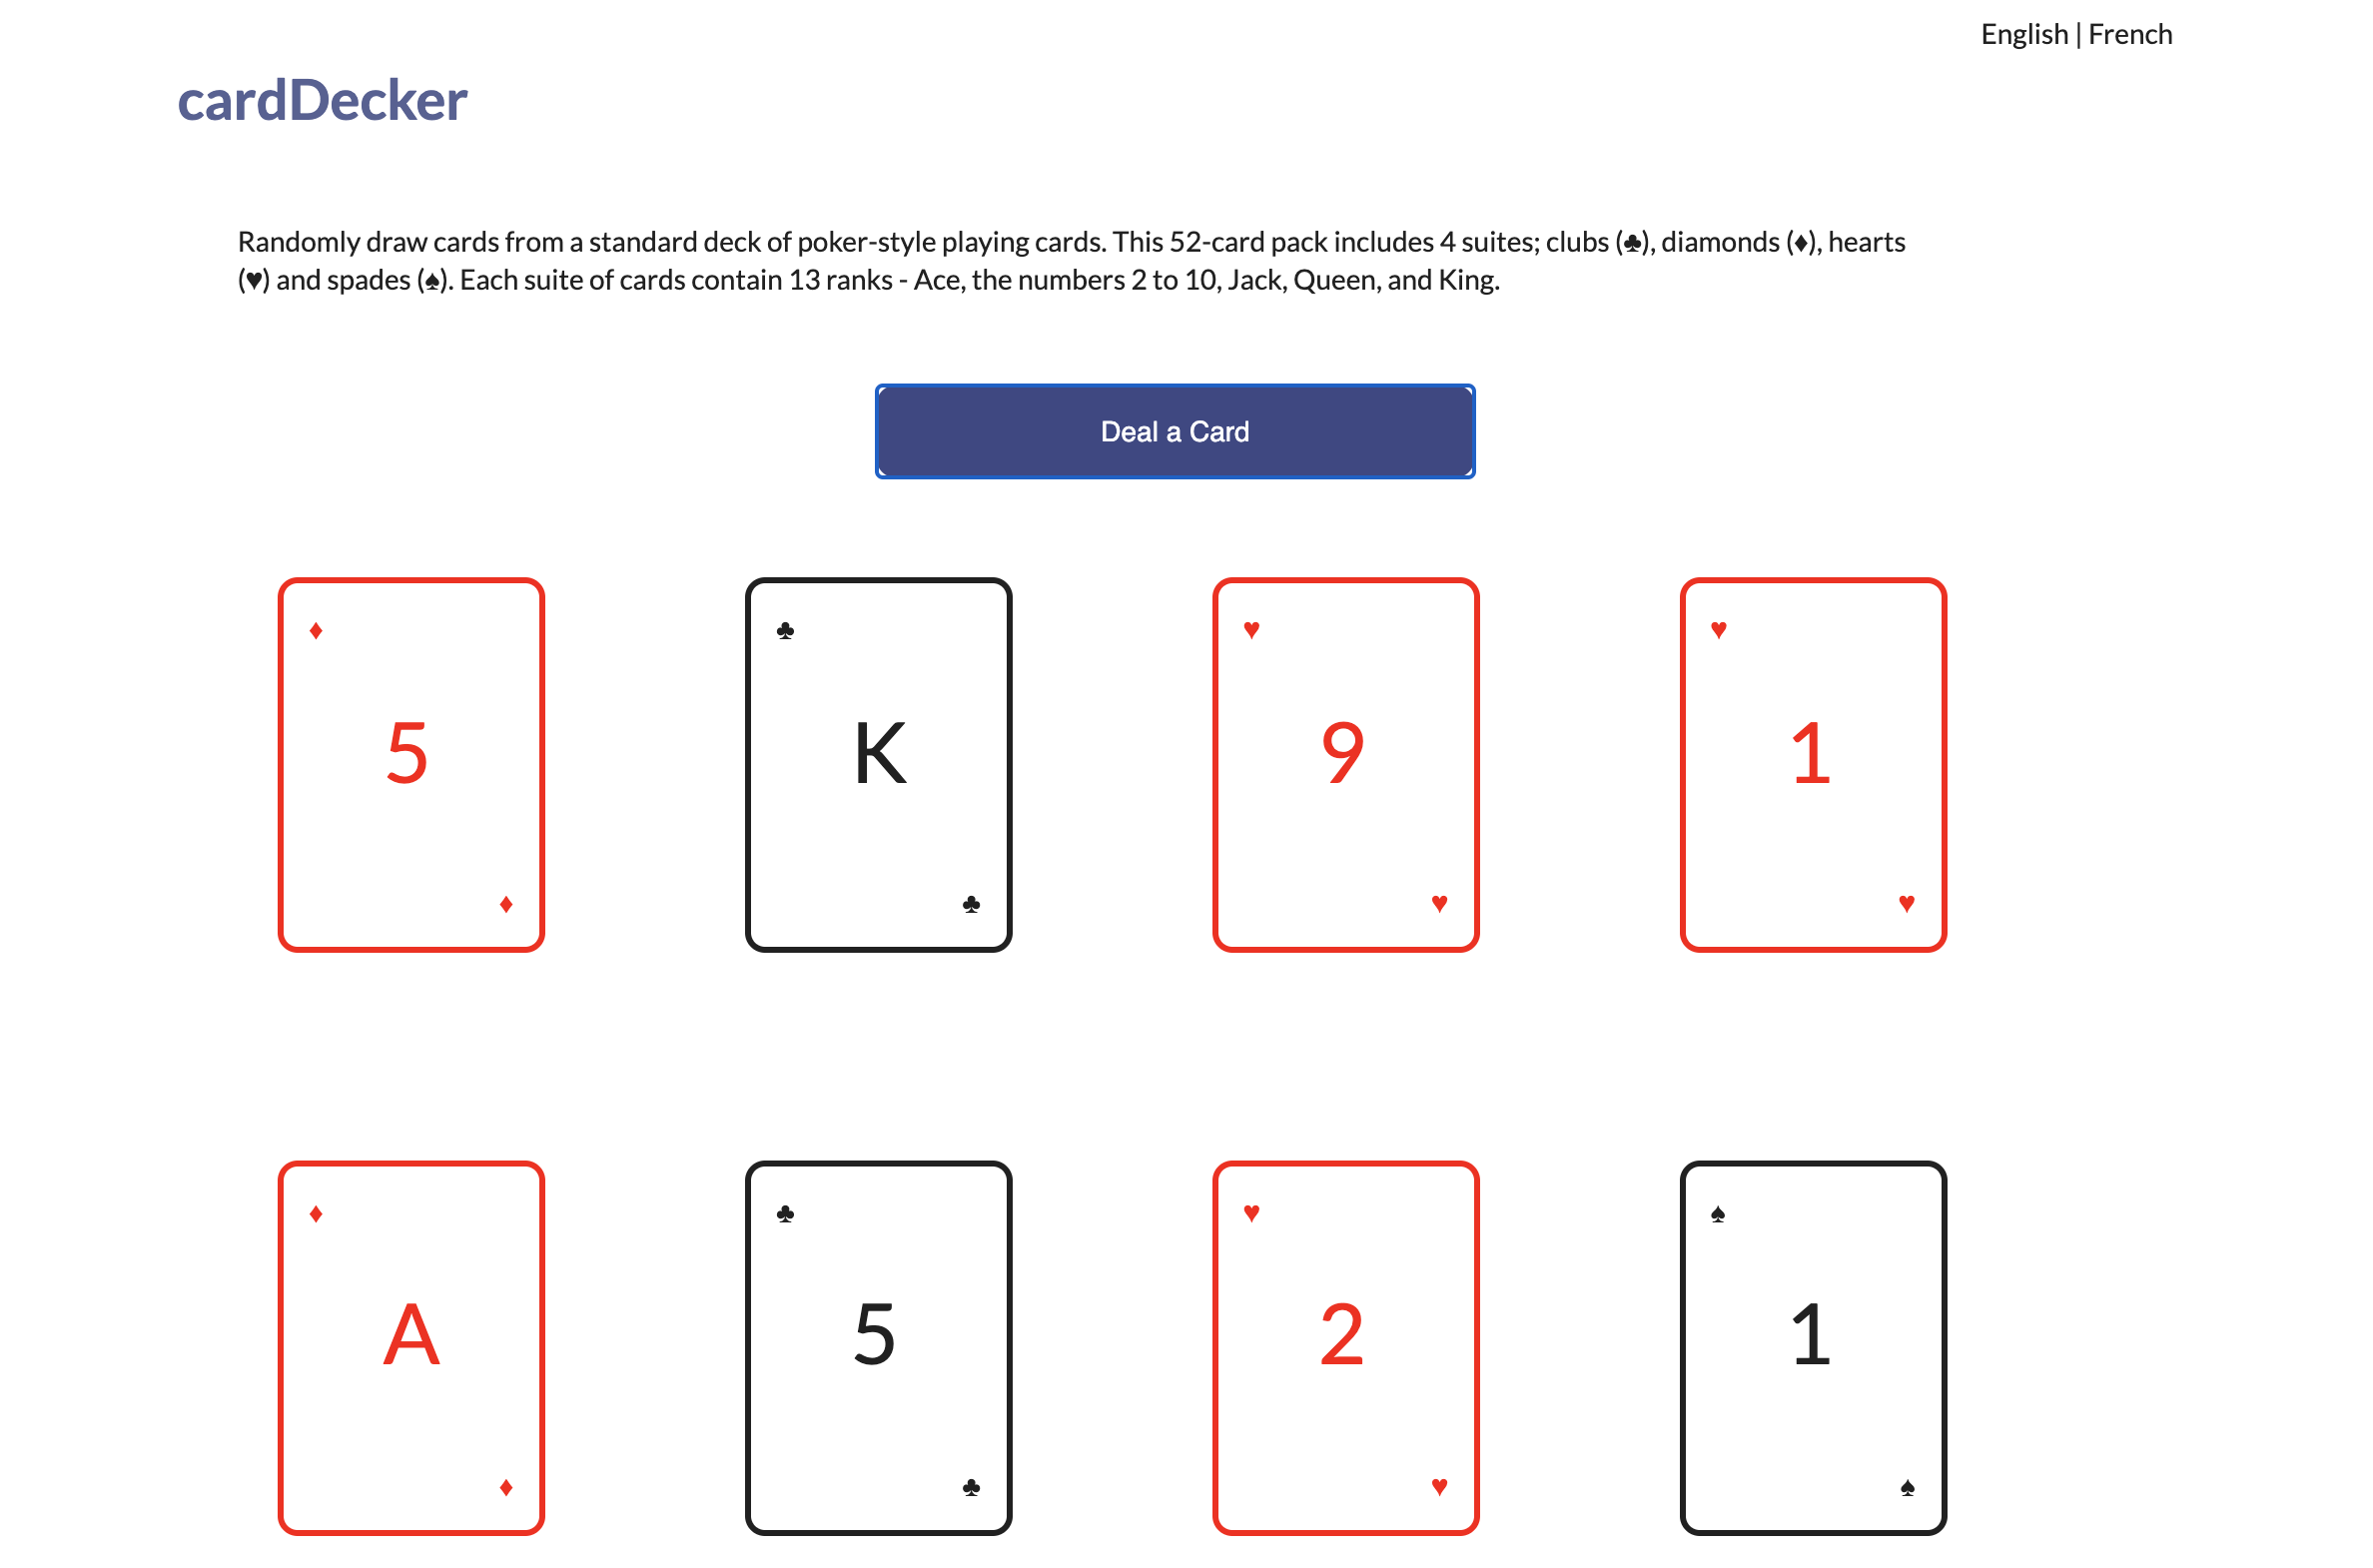 English | French
cardDecker
Randomly draw cards from a standard deck of poker-style playing cards. This 52-card pack includes 4 suites; clubs (♣), diamonds (♦), hearts
(♥) and spades (♠). Each suite of cards contain 13 ranks - Ace, the numbers 2 to 10, Jack, Queen, and King.
Deal a Card
♦ ♣ ♥ ♥
5 K 9 1
♦ ♣ ♥ ♥
♦ ♣ ♥ ♠
A 5 2 1
♦ ♣ ♥ ♠